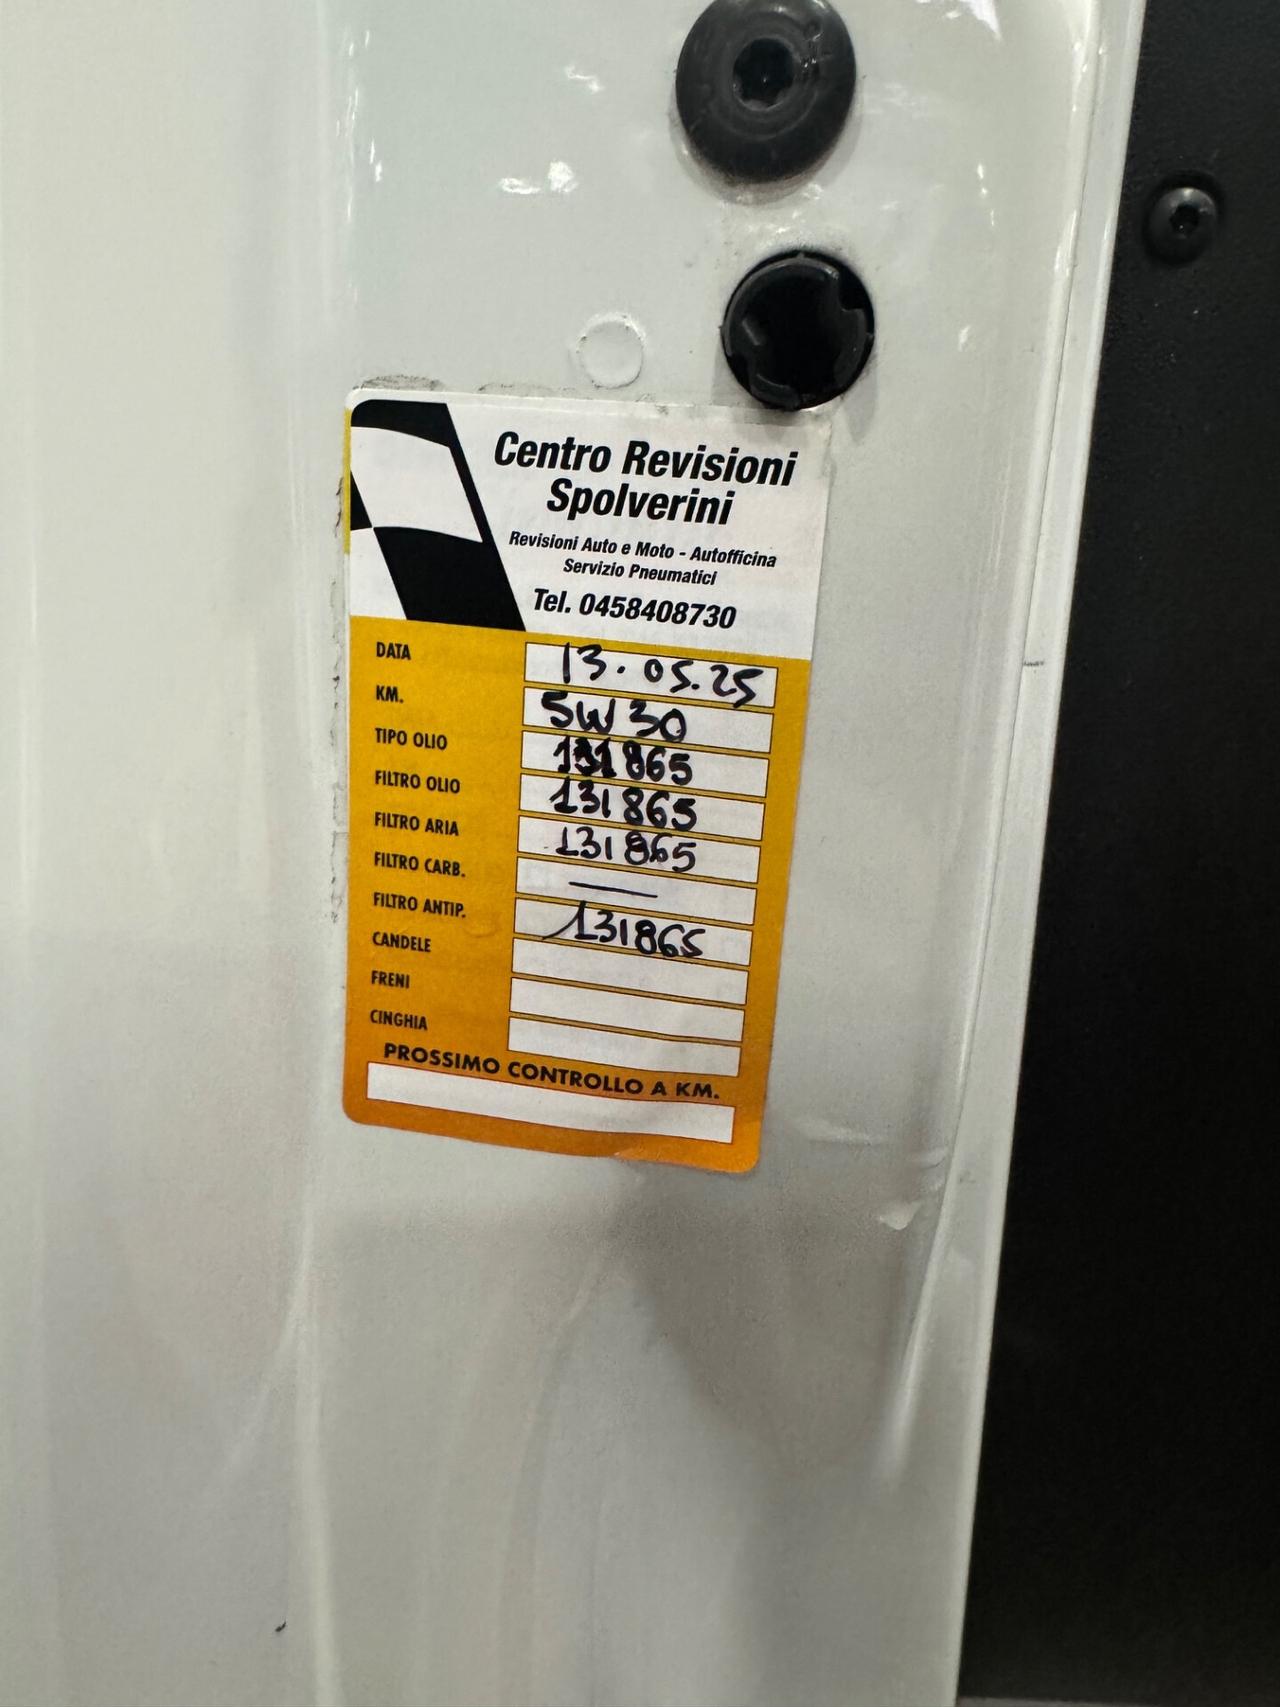 Centro Revisioni
Spolverini
Revisioni Auto e Moto - Autofficina
Servizio Pneumatici
Tel. 0458408730
DATA 13.05.25
KM. 5W30
TIPO OLIO 131865
FILTRO OLIO 131865
FILTRO ARIA 131865
FILTRO CARB. —
FILTRO ANTIP. 131865
CANDELE
FRENI
CINGHIA
PROSSIMO CONTROLLO A KM.